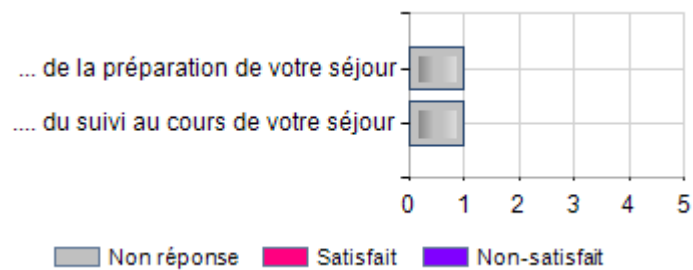 ... de la préparation de votre séjour
.... du suivi au cours de votre séjour
0 1 2 3 4 5
Non réponse Satisfait Non-satisfait